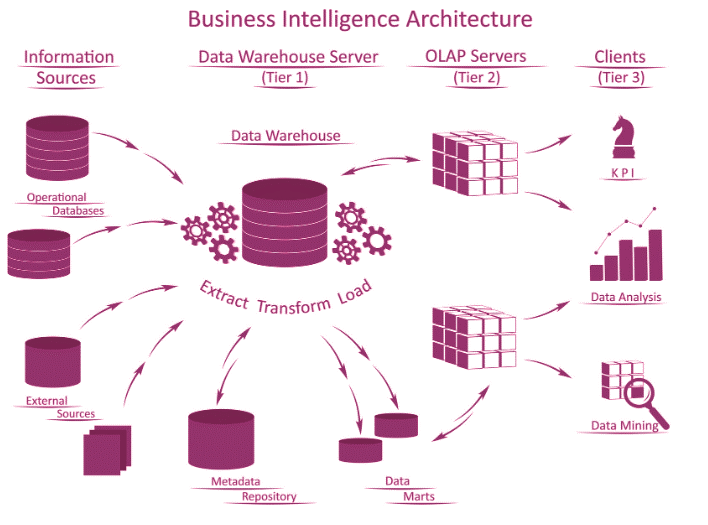 Business Intelligence Architecture
Information
Sources
Data Warehouse Server
(Tier 1)
OLAP Servers
(Tier 2)
Clients
(Tier 3)
Data Warehouse
Operational
Databases
Extract Transform Load
External
Sources
Metadata
Repository
Data
Marts
K P I
Data Analysis
Data Mining